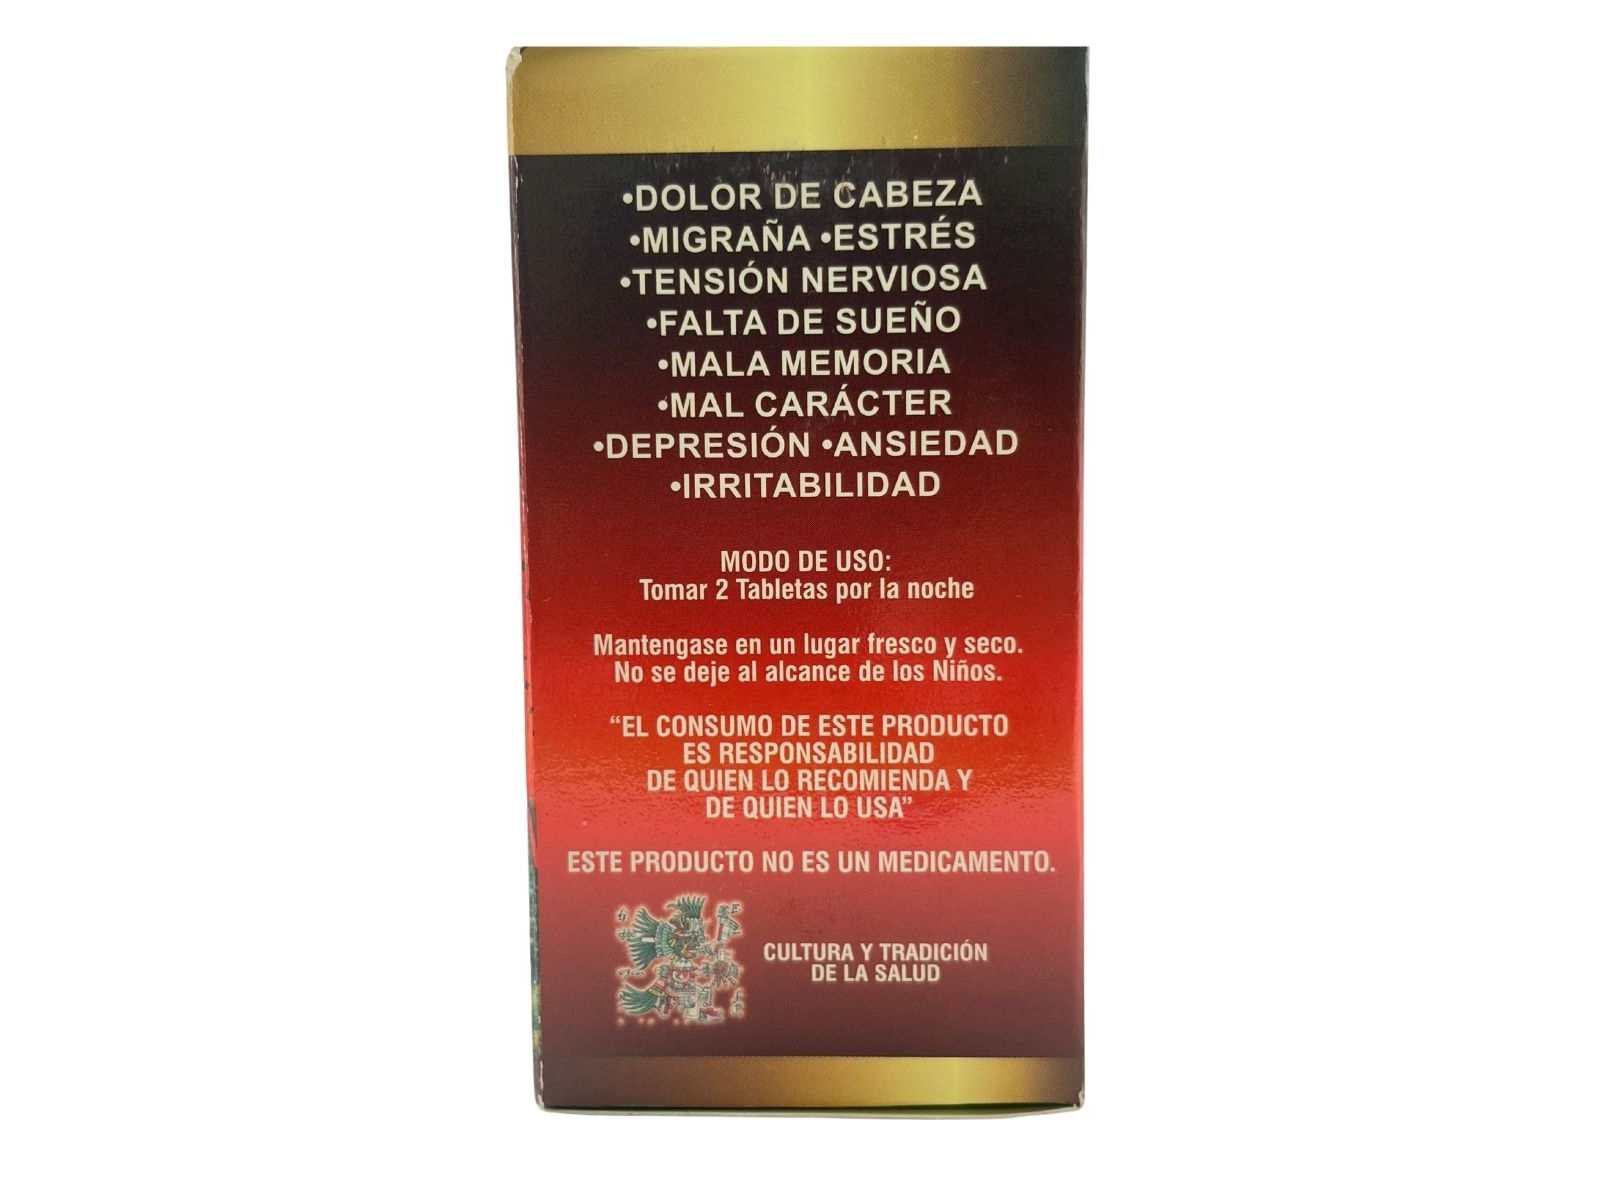 •DOLOR DE CABEZA
•MIGRAÑA •ESTRÉS
•TENSIÓN NERVIOSA
•FALTA DE SUEÑO
•MALA MEMORIA
•MAL CARÁCTER
•DEPRESIÓN •ANSIEDAD
•IRRITABILIDAD
MODO DE USO:
Tomar 2 Tabletas por la noche
Mantengase en un lugar fresco y seco.
No se deje al alcance de los Niños.
“EL CONSUMO DE ESTE PRODUCTO
ES RESPONSABILIDAD
DE QUIEN LO RECOMIENDA Y
DE QUIEN LO USA”
ESTE PRODUCTO NO ES UN MEDICAMENTO.
CULTURA Y TRADICIÓN
DE LA SALUD